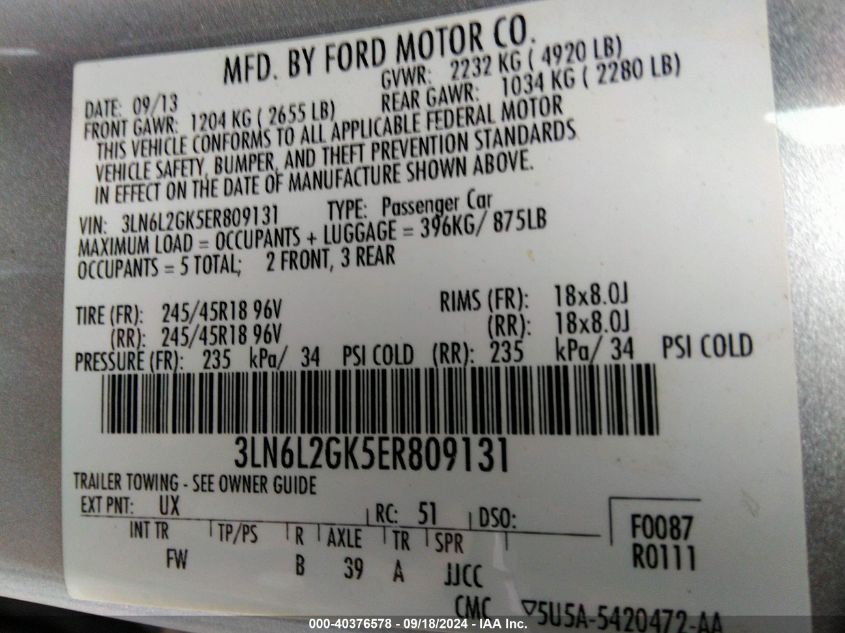 MFD. BY FORD MOTOR CO.
DATE: 09/13 GVWR: 2232 KG ( 4920 LB)
FRONT GAWR: 1204 KG ( 2655 LB) REAR GAWR: 1034 KG ( 2280 LB)
THIS VEHICLE CONFORMS TO ALL APPLICABLE FEDERAL MOTOR
VEHICLE SAFETY, BUMPER, AND THEFT PREVENTION STANDARDS
IN EFFECT ON THE DATE OF MANUFACTURE SHOWN ABOVE.
VIN: 3LN6L2GK5ER809131 TYPE: Passenger Car
MAXIMUM LOAD = OCCUPANTS + LUGGAGE = 396KG/ 875LB
OCCUPANTS = 5 TOTAL; 2 FRONT, 3 REAR
TIRE (FR): 245/45R18 96V RIMS (FR): 18x8.0J
(RR): 245/45R18 96V (RR): 18x8.0J
PRESSURE (FR): 235 kPa/ 34 PSI COLD (RR): 235 kPa/ 34 PSI COLD
3LN6L2GK5ER809131
TRAILER TOWING - SEE OWNER GUIDE
EXT PNT: UX RC: 51 DSO:
INT TR TP/PS R AXLE TR SPR F0087
FW B 39 A JJCC R0111
CMC 5U5A-5420472-AA
000-40376578 - 09/18/2024 - IAA Inc.